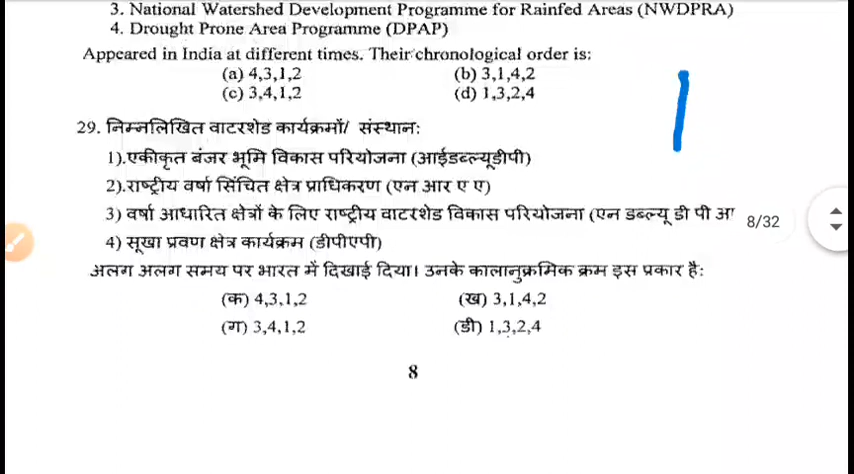 3. National Watershed Development Programme for Rainfed Areas (NWDPRA)
4. Drought Prone Area Programme (DPAP)
Appeared in India at different times. Their chronological order is:
(a) 4,3,1,2 (b) 3,1,4,2
(c) 3,4,1,2 (d) 1,3,2,4
29. निम्नलिखित वाटरशेड कार्यक्रमों/ संस्थान:
1).एकीकृत बंजर भूमि विकास परियोजना (आईडब्ल्यूडीपी)
2).राष्ट्रीय वर्षा सिंचित क्षेत्र प्राधिकरण (एन आर ए ए)
3) वर्षा आधारित क्षेत्रों के लिए राष्ट्रीय वाटरशेड विकास परियोजना (एन डब्ल्यू डी पी आ
8/32
4) सूखा प्रवण क्षेत्र कार्यक्रम (डीपीएपी)
अलग अलग समय पर भारत में दिखाई दिया। उनके कालानुक्रमिक क्रम इस प्रकार है:
(क) 4,3,1,2 (ख) 3,1,4,2
(ग) 3,4,1,2 (डी) 1,3,2,4
8